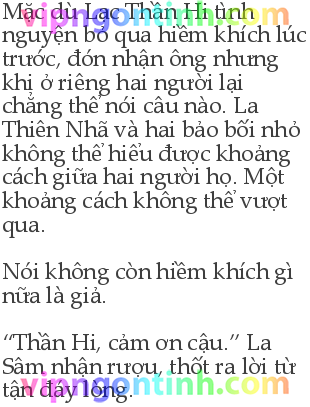 Mặc dù Lạc Thần Hi tình
vipngontinh.com
nguyện bỏ qua hiềm khích lúc
trước, đón nhận ông nhưng
khi ở riêng hai người lại
chẳng thể nói câu nào. La
Thiên Nhã và hai bảo bối nhỏ
không thể hiểu được khoảng
cách giữa hai người họ. Một
khoảng cách không thể vượt
qua.
Nói không còn hiềm khích gì
nữa là giả.
“Thần Hi, cảm ơn cậu.” La
Sâm nhận rượu, thốt ra lời từ
tận đáy lòng.
vipngontinh.com